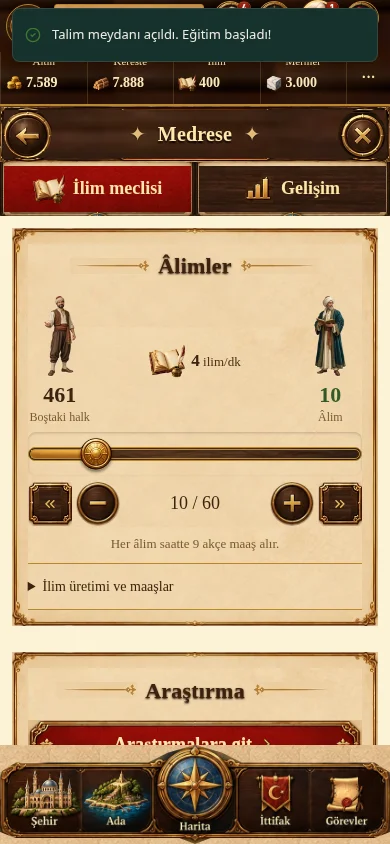 Talim meydanı açıldı. Eğitim başladı!
7.589
7.888
400
3.000
...
Medrese
İlim meclisi
Gelişim
Âlimler
4 ilim/dk
461
10
Boştaki halk
Âlim
« 10 / 60 »
Her âlim saatte 9 akçe maaş alır.
İlim üretimi ve maaşlar
Araştırma
Araştırmalara git
Şehir
Ada
Harita
İttifak
Görevler